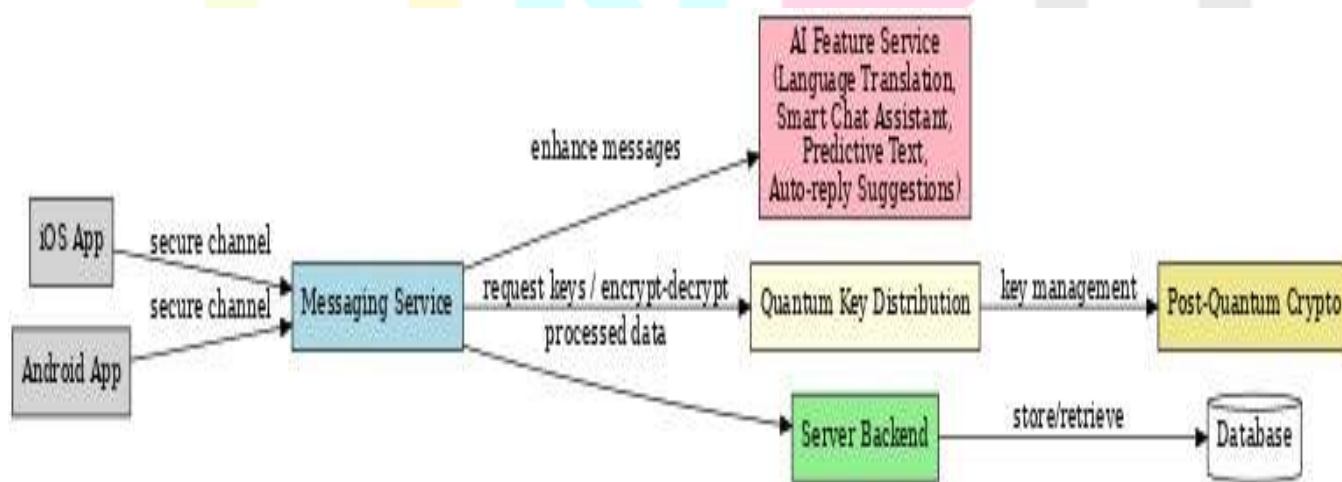 AI Feature Service
(Language Translation,
Smart Chat Assistant,
Predictive Text,
Auto-reply Suggestions)
enhance messages
iOS App
secure channel
secure channel
Android App
Messaging Service
request keys / encrypt-decrypt
processed data
Quantum Key Distribution
key management
Post-Quantum Crypto
Server Backend
store/retrieve
Database